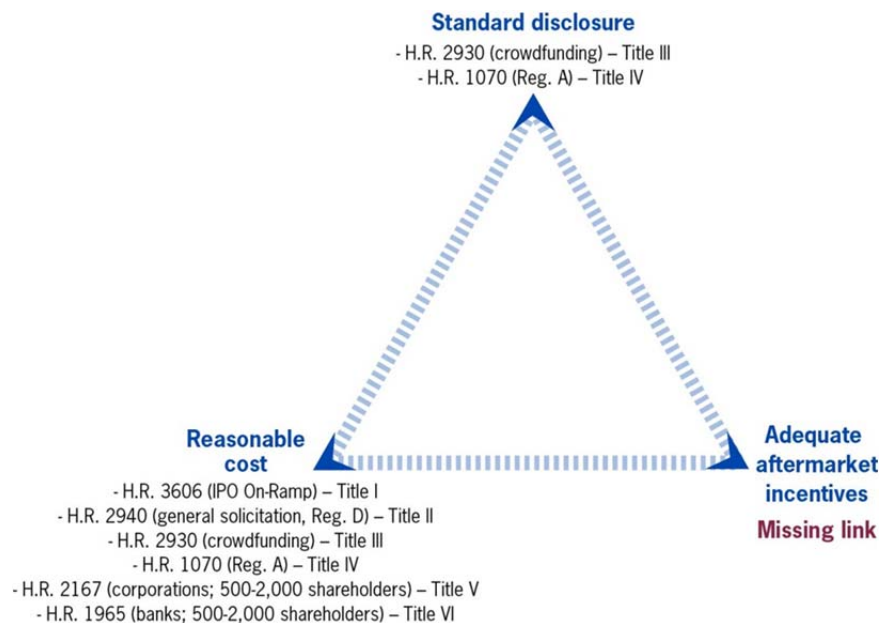 Standard disclosure
- H.R. 2930 (crowdfunding) – Title III
- H.R. 1070 (Reg. A) – Title IV
Reasonable
cost
- H.R. 3606 (IPO On-Ramp) – Title I
- H.R. 2940 (general solicitation, Reg. D) – Title II
- H.R. 2930 (crowdfunding) – Title III
- H.R. 1070 (Reg. A) – Title IV
- H.R. 2167 (corporations; 500-2,000 shareholders) – Title V
- H.R. 1965 (banks; 500-2,000 shareholders) – Title VI
Adequate
aftermarket
incentives
Missing link